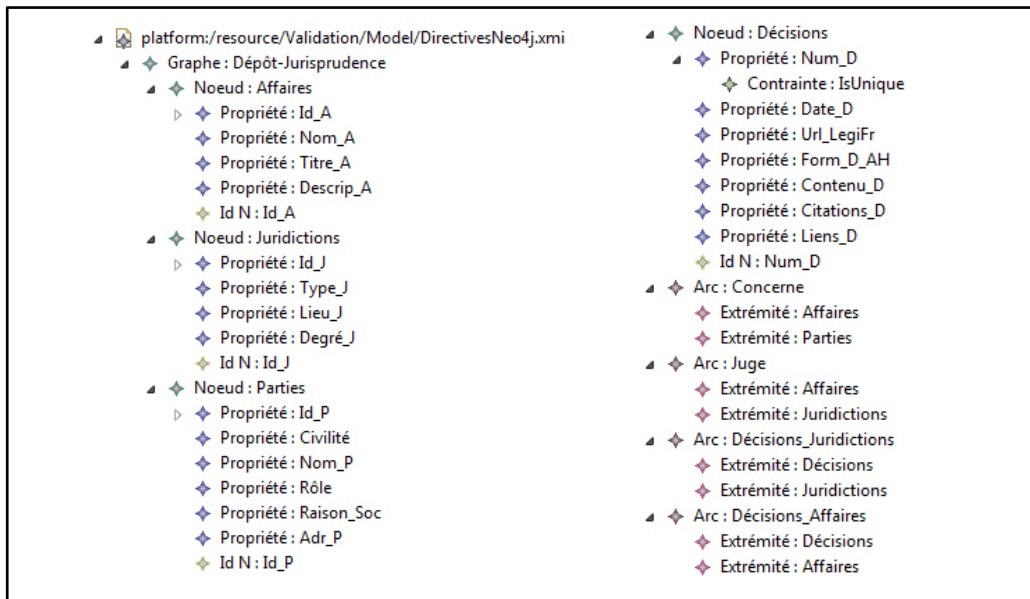 platform:/resource/Validation/Model/DirectivesNeo4j.xmi
Graphe : Dépôt-Jurisprudence
Noeud : Affaires
Propriété : Id_A
Propriété : Nom_A
Propriété : Titre_A
Propriété : Descrip_A
Id N : Id_A
Noeud : Juridictions
Propriété : Id_J
Propriété : Type_J
Propriété : Lieu_J
Propriété : Degré_J
Id N : Id_J
Noeud : Parties
Propriété : Id_P
Propriété : Civilité
Propriété : Nom_P
Propriété : Rôle
Propriété : Raison_Soc
Propriété : Adr_P
Id N : Id_P
Noeud : Décisions
Propriété : Num_D
Contrainte : IsUnique
Propriété : Date_D
Propriété : Url_LegiFr
Propriété : Form_D_AH
Propriété : Contenu_D
Propriété : Citations_D
Propriété : Liens_D
Id N : Num_D
Arc : Concerne
Extrémité : Affaires
Extrémité : Parties
Arc : Juge
Extrémité : Affaires
Extrémité : Juridictions
Arc : Décisions_Juridictions
Extrémité : Décisions
Extrémité : Juridictions
Arc : Décisions_Affaires
Extrémité : Décisions
Extrémité : Affaires